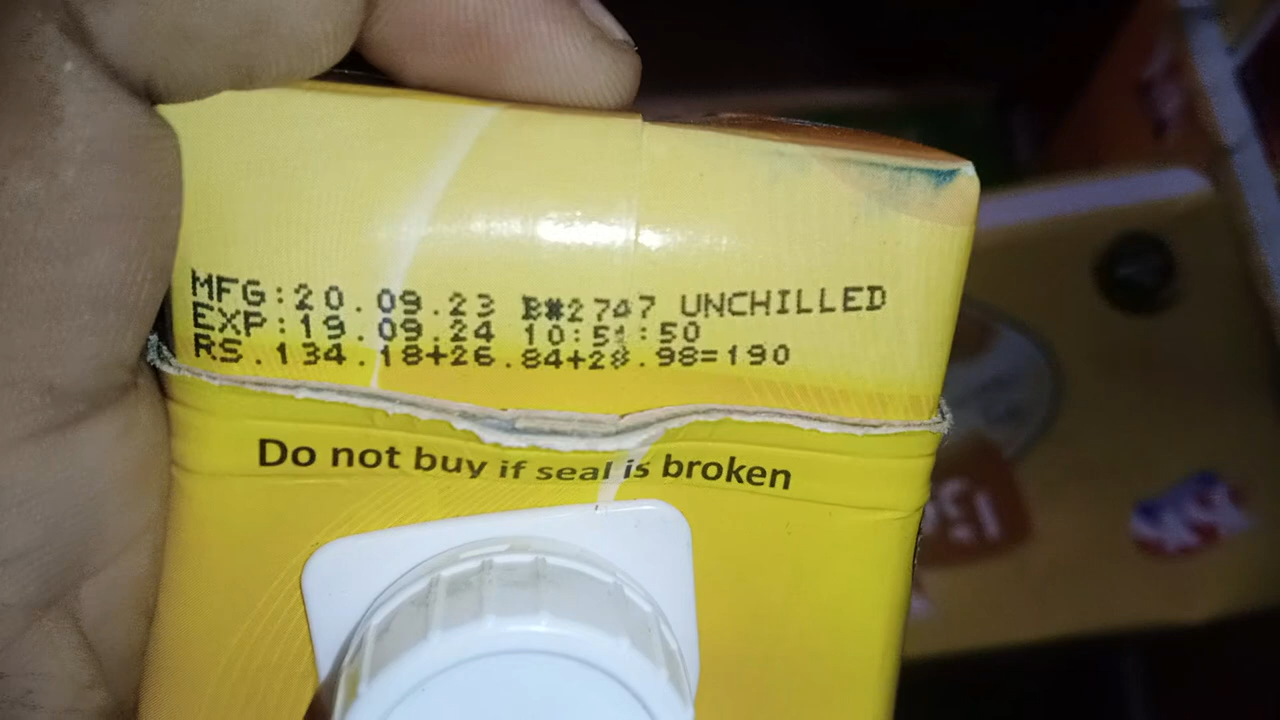 MFG:20.09.23 B#2747 UNCHILLED
EXP:19.09.24 10:51:50
RS.134.18+26.84+28.98=190
Do not buy if seal is broken